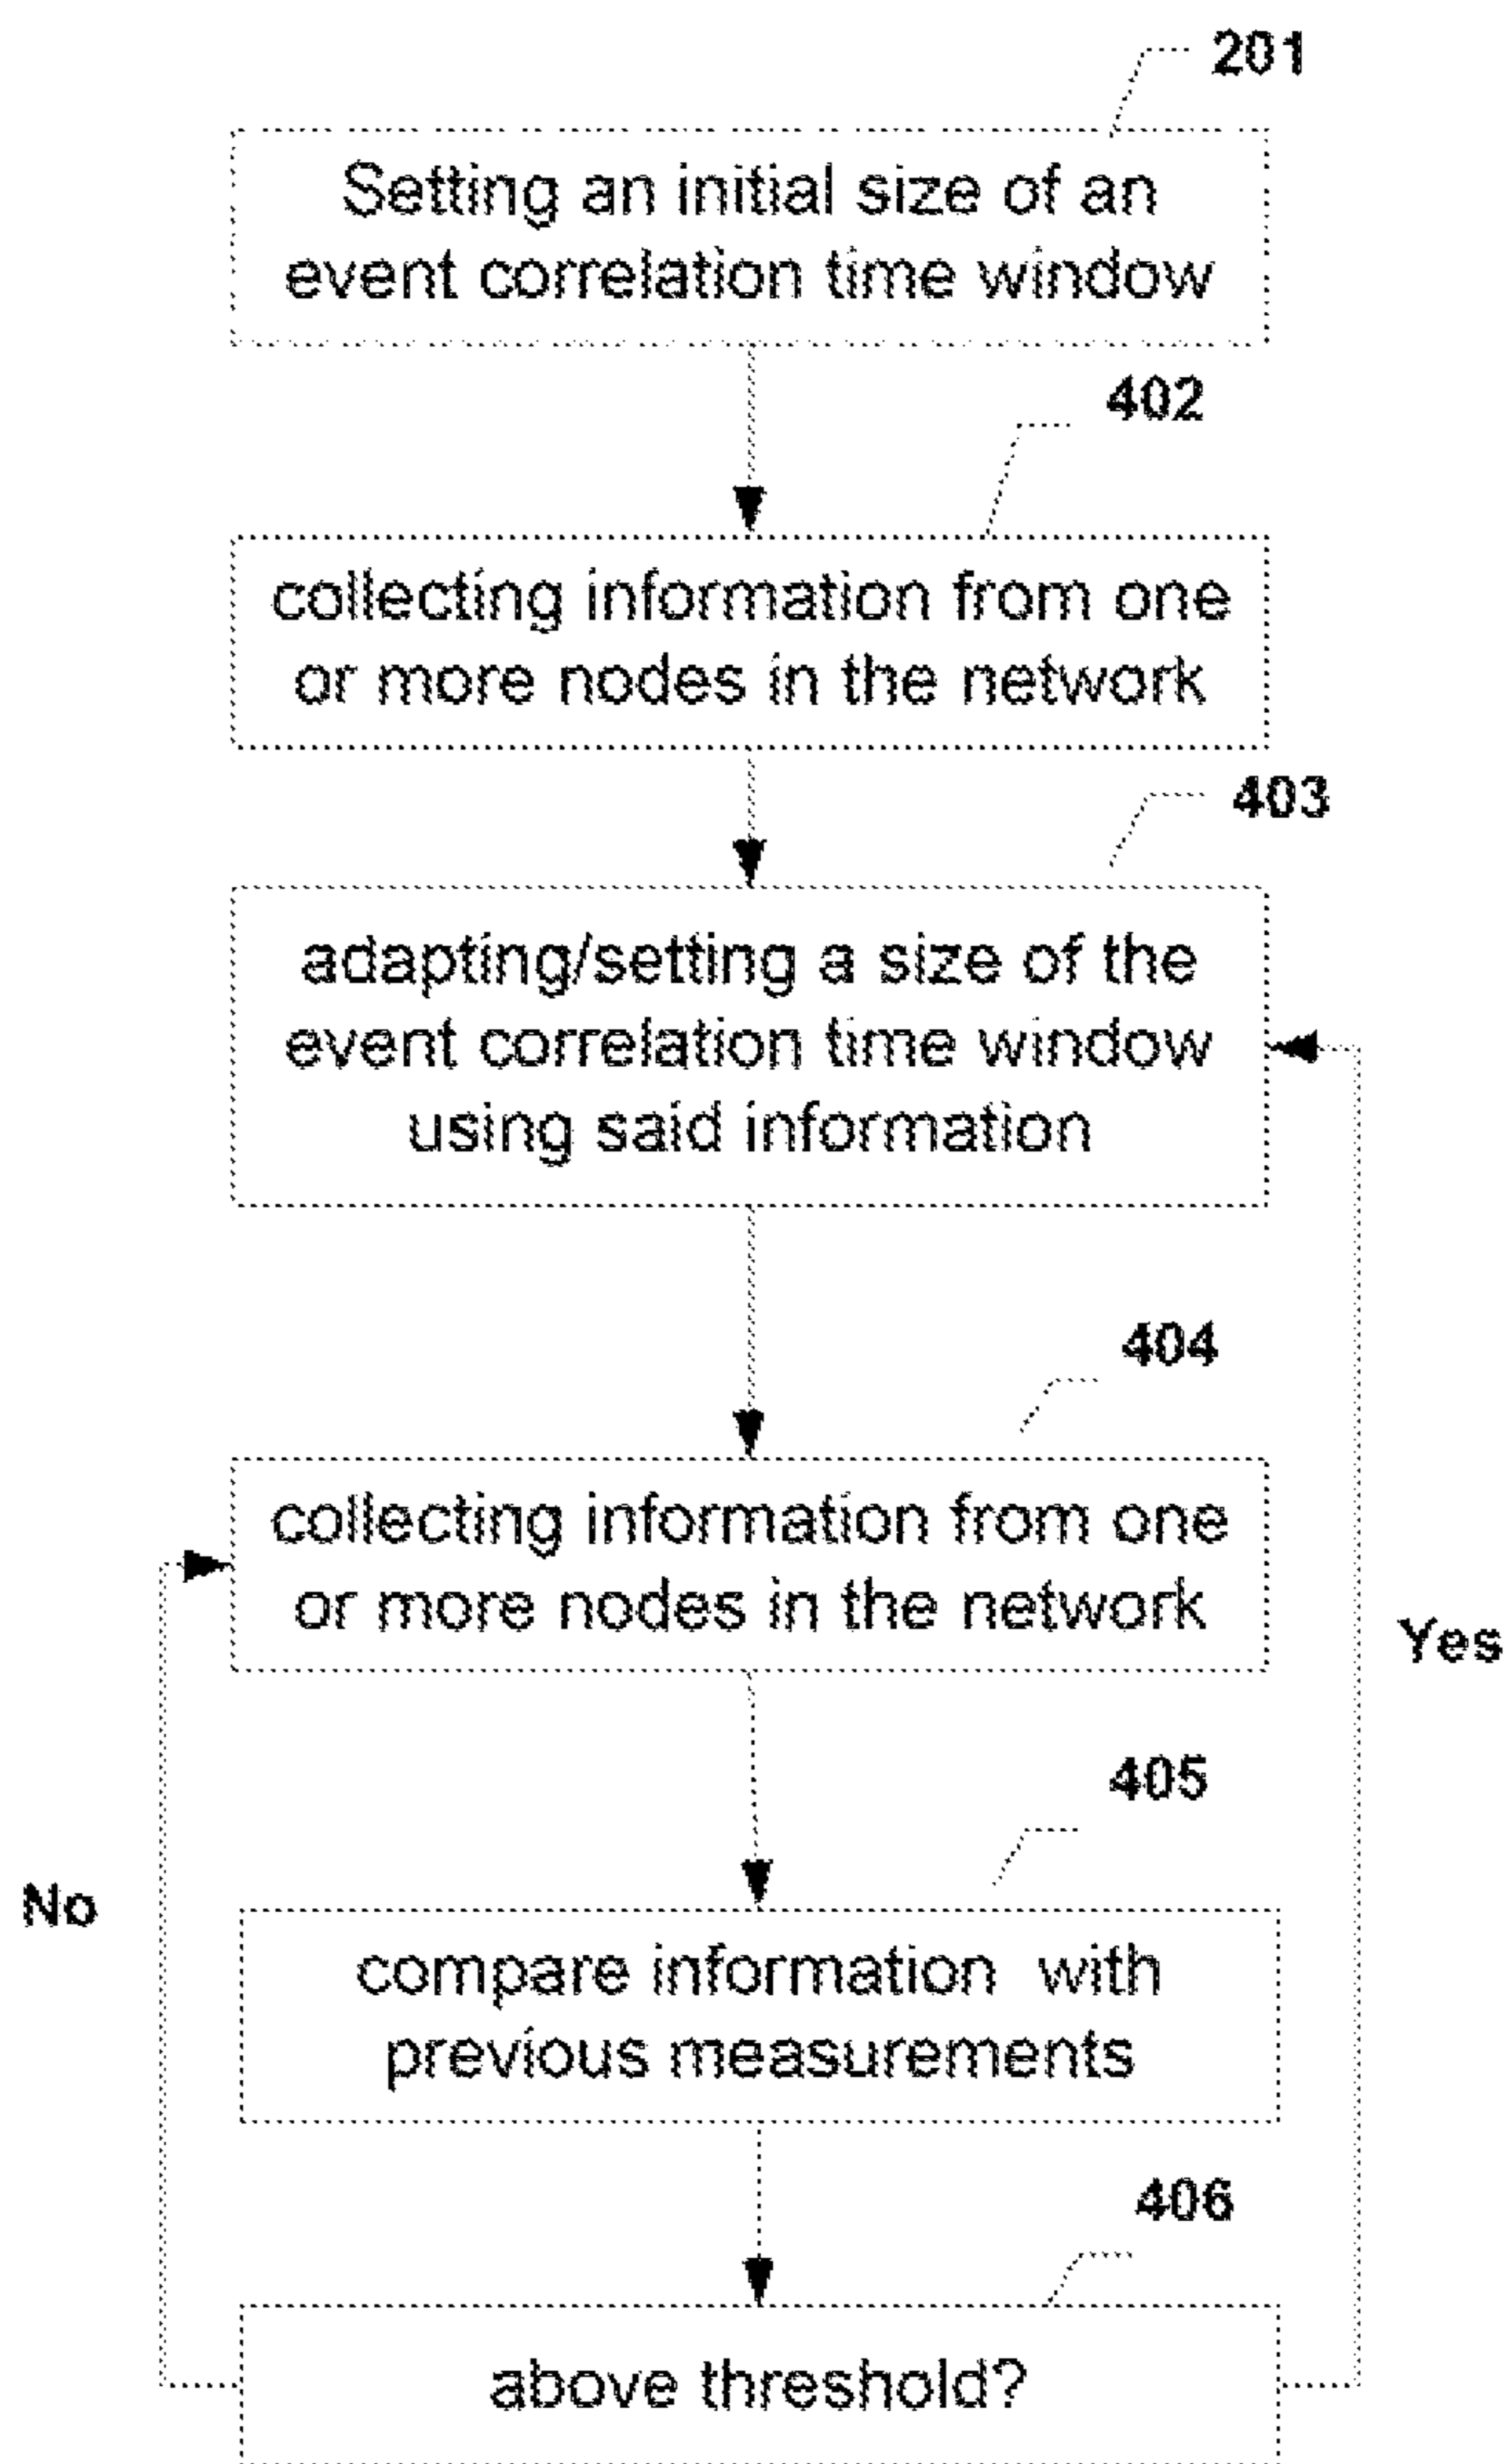 201
Setting an initial size of an
event correlation time window
402
collecting information from one
or more nodes in the network
403
adapting/setting a size of the
event correlation time window
using said information
404
collecting information from one
or more nodes in the network
Yes
405
No
compare information with
previous measurements
406
above threshold?